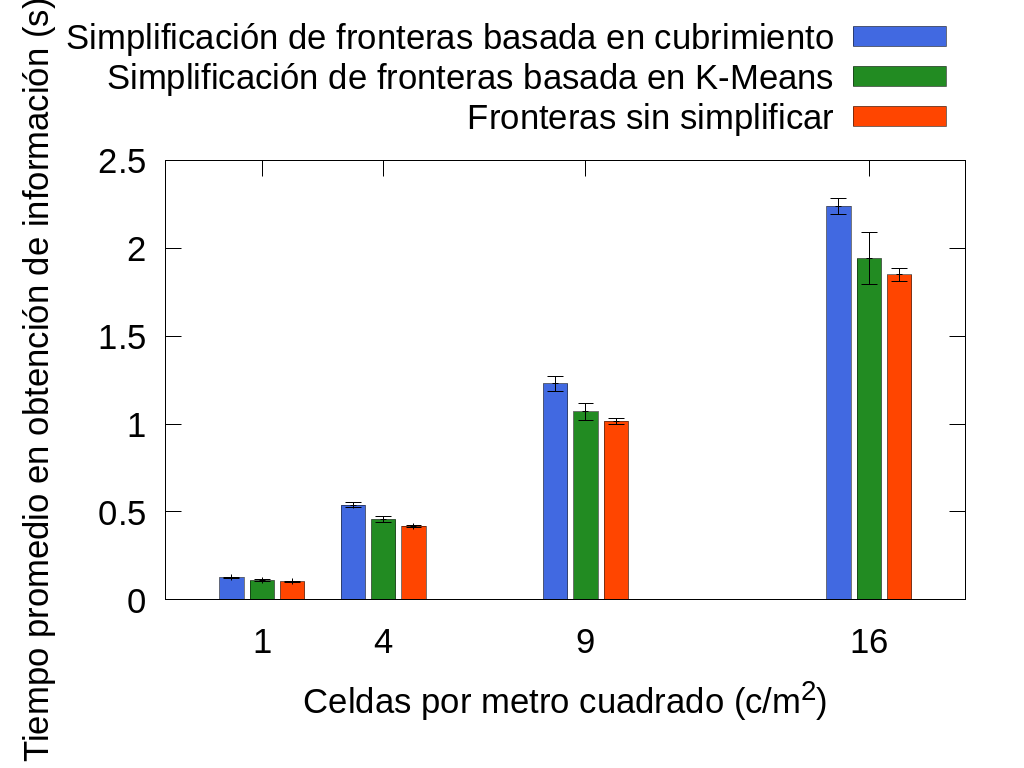 Simplificación de fronteras basada en cubrimiento
Simplificación de fronteras basada en K-Means
Fronteras sin simplificar
Tiempo promedio en obtención de información (s)
2.5
2
1.5
1
0.5
0
1 4 9 16
Celdas por metro cuadrado (c/m²)